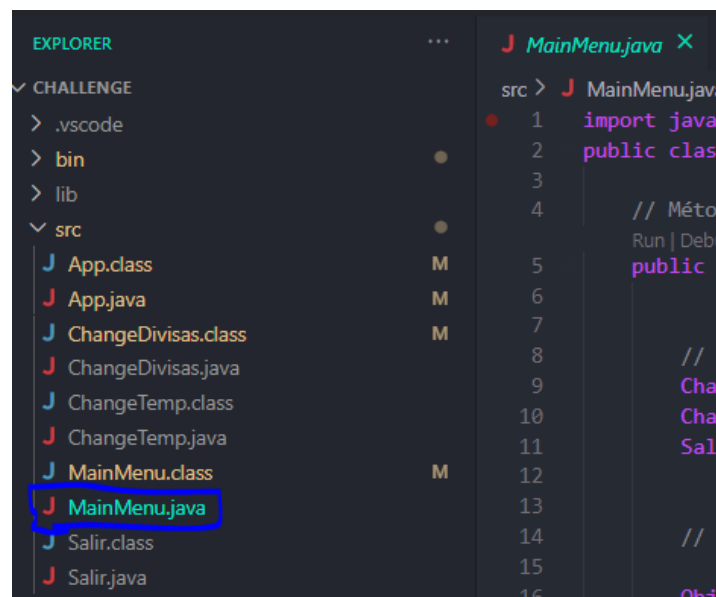 EXPLORER ...
CHALLENGE
.vscode
bin
lib
src
App.class M
App.java M
ChangeDivisas.class M
ChangeDivisas.java
ChangeTemp.class
ChangeTemp.java
MainMenu.class M
MainMenu.java
Salir.class
Salir.java
J MainMenu.java ×
src > J MainMenu.java
1 import java
2 public clas
3
4 // Méto
Run | Deb
5 public
6
7
8 //
9 Cha
10 Cha
11 Sal
12
13
14 //
15
16 Obj